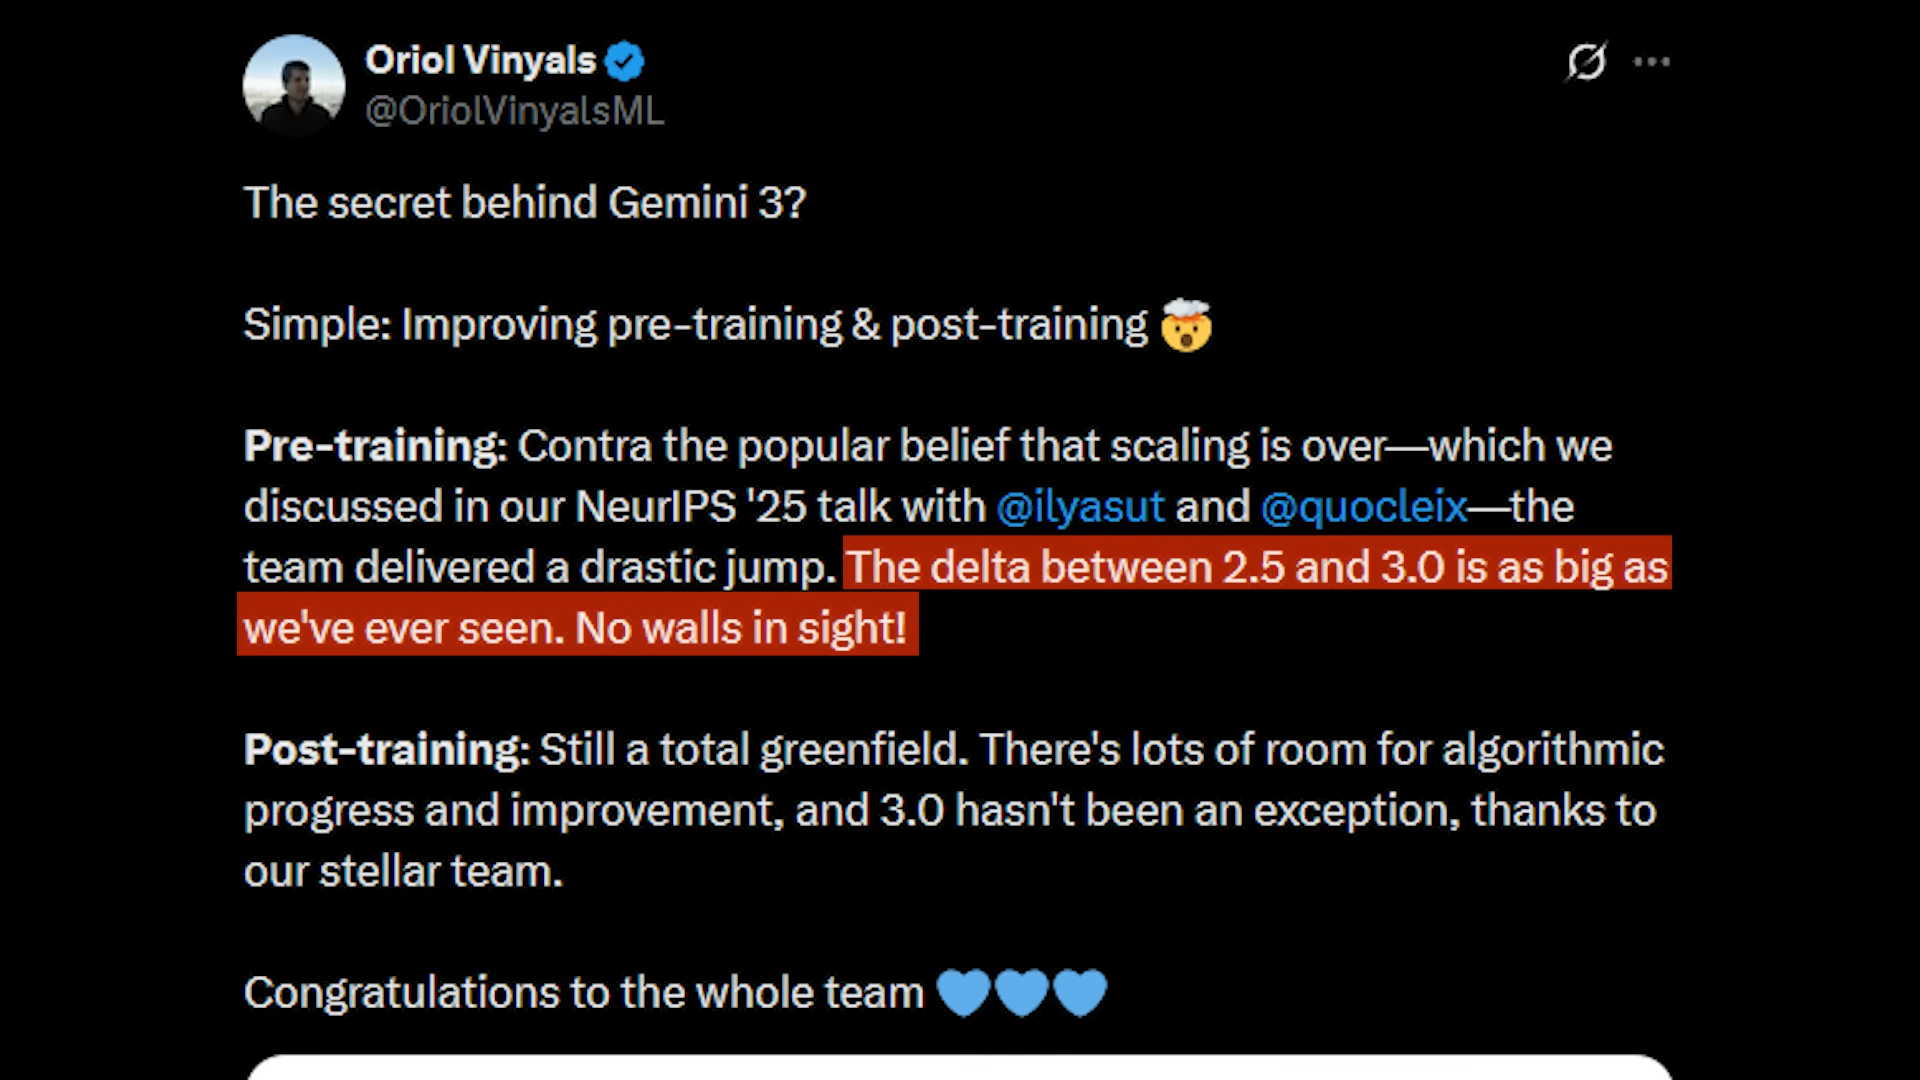 Oriol Vinyals
@OriolVinyalsML
The secret behind Gemini 3?
Simple: Improving pre-training & post-training 🤯
Pre-training: Contra the popular belief that scaling is over—which we
discussed in our NeurIPS '25 talk with @ilyasut and @quocleix—the
team delivered a drastic jump. The delta between 2.5 and 3.0 is as big as
we've ever seen. No walls in sight!
Post-training: Still a total greenfield. There's lots of room for algorithmic
progress and improvement, and 3.0 hasn't been an exception, thanks to
our stellar team.
Congratulations to the whole team 💙💙💙